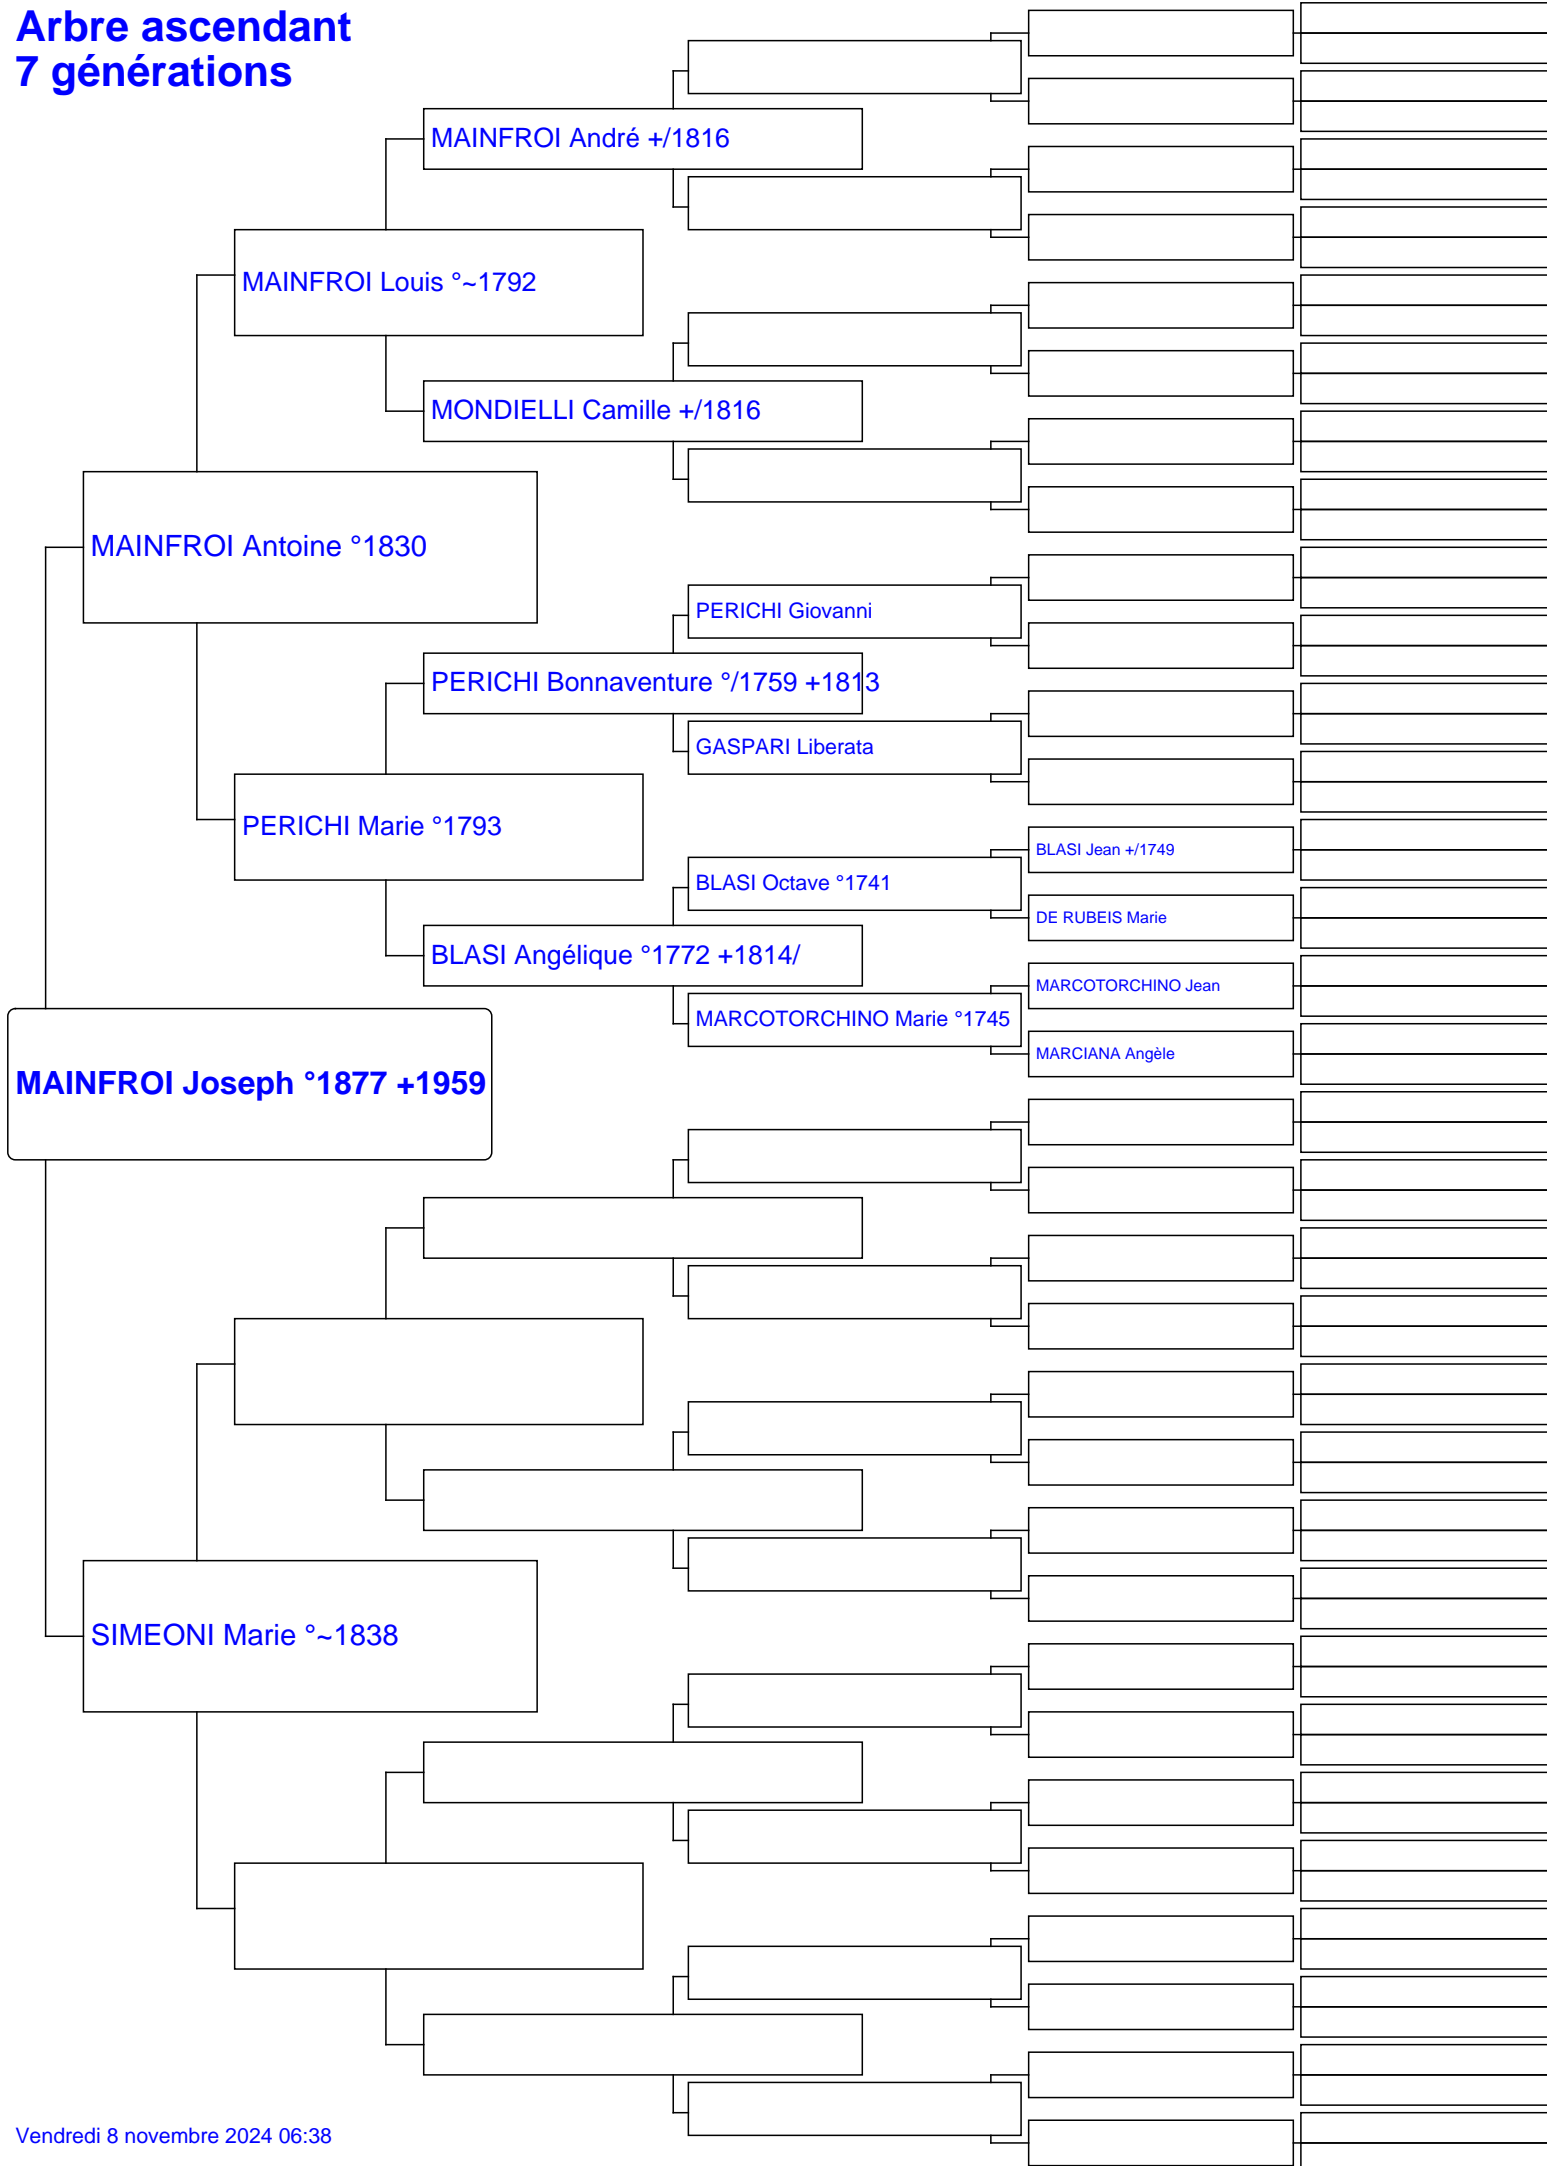 Arbre ascendant
7 générations
MAINFROI André +/1816
MAINFROI Louis °~1792
MONDIELLI Camille +/1816
MAINFROI Antoine °1830
PERICHI Giovanni
PERICHI Bonnaventure °/1759 +1813
GASPARI Liberata
PERICHI Marie °1793
BLASI Jean +/1749
BLASI Octave °1741
DE RUBEIS Marie
BLASI Angélique °1772 +1814/
MARCOTORCHINO Jean
MARCOTORCHINO Marie °1745
MARCIANA Angèle
MAINFROI Joseph °1877 +1959
SIMEONI Marie °~1838
Vendredi 8 novembre 2024 06:38